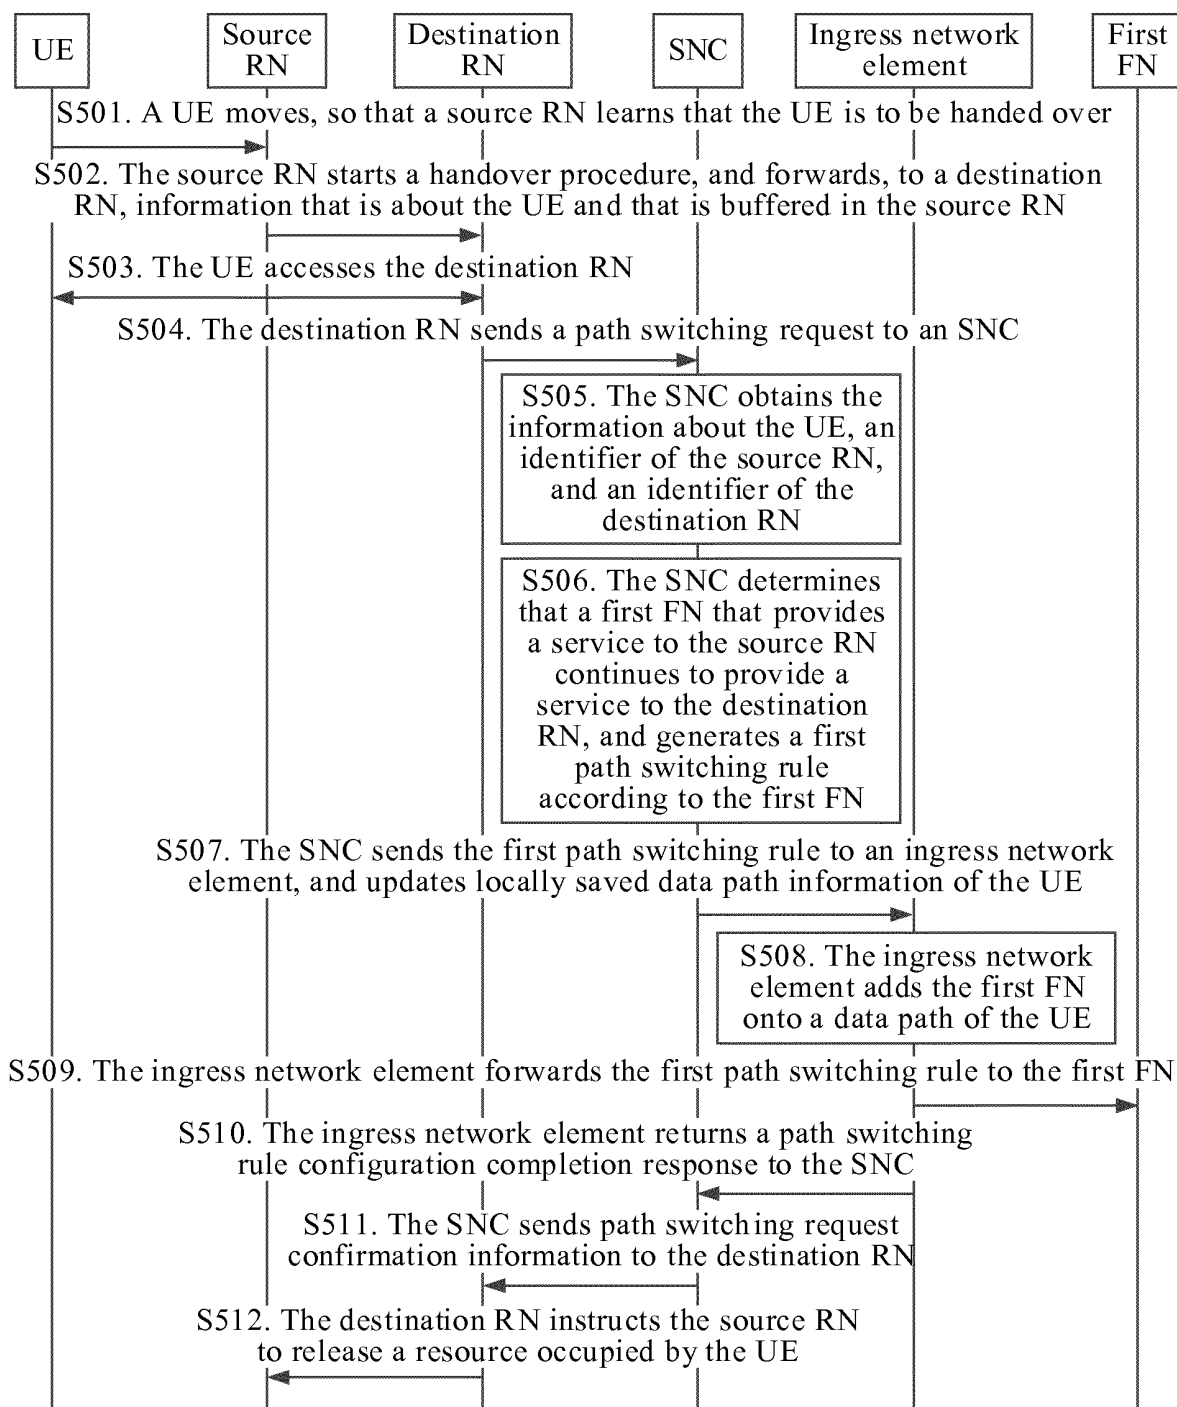 UE
Source
RN
Destination
RN
SNC
Ingress network
element
First
FN
S501. A UE moves, so that a source RN learns that the UE is to be handed over
S502. The source RN starts a handover procedure, and forwards, to a destination
RN, information that is about the UE and that is buffered in the source RN
S503. The UE accesses the destination RN
S504. The destination RN sends a path switching request to an SNC
S505. The SNC obtains the
information about the UE, an
identifier of the source RN,
and an identifier of the
destination RN
S506. The SNC determines
that a first FN that provides
a service to the source RN
continues to provide a
service to the destination
RN, and generates a first
path switching rule
according to the first FN
S507. The SNC sends the first path switching rule to an ingress network
element, and updates locally saved data path information of the UE
S508. The ingress network
element adds the first FN
onto a data path of the UE
S509. The ingress network element forwards the first path switching rule to the first FN
S510. The ingress network element returns a path switching
rule configuration completion response to the SNC
S511. The SNC sends path switching request
confirmation information to the destination RN
S512. The destination RN instructs the source RN
to release a resource occupied by the UE